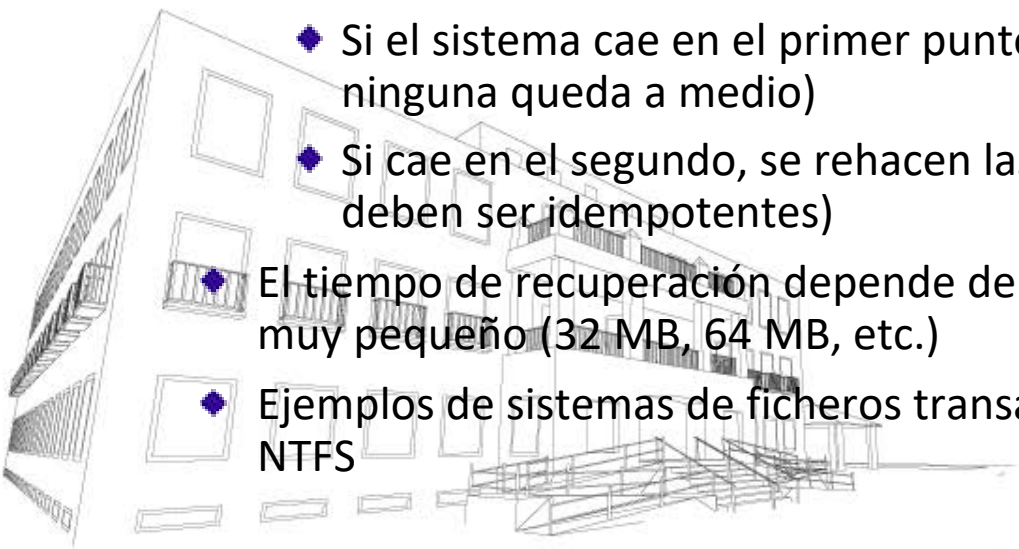 Si el sistema cae en el primer punto
ninguna queda a medio)
Si cae en el segundo, se rehacen la
deben ser idempotentes)
El tiempo de recuperación depende de
muy pequeño (32 MB, 64 MB, etc.)
Ejemplos de sistemas de ficheros transa
NTFS